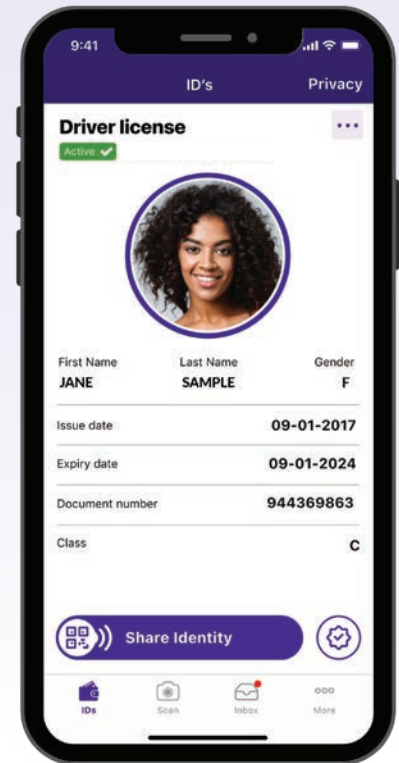 9:41
ID's Privacy
Driver license
•••
Active
First Name Last Name Gender
JANE SAMPLE F
Issue date 09-01-2017
Expiry date 09-01-2024
Document number 944369863
Class C
Share Identity
IDs Scan Inbox More